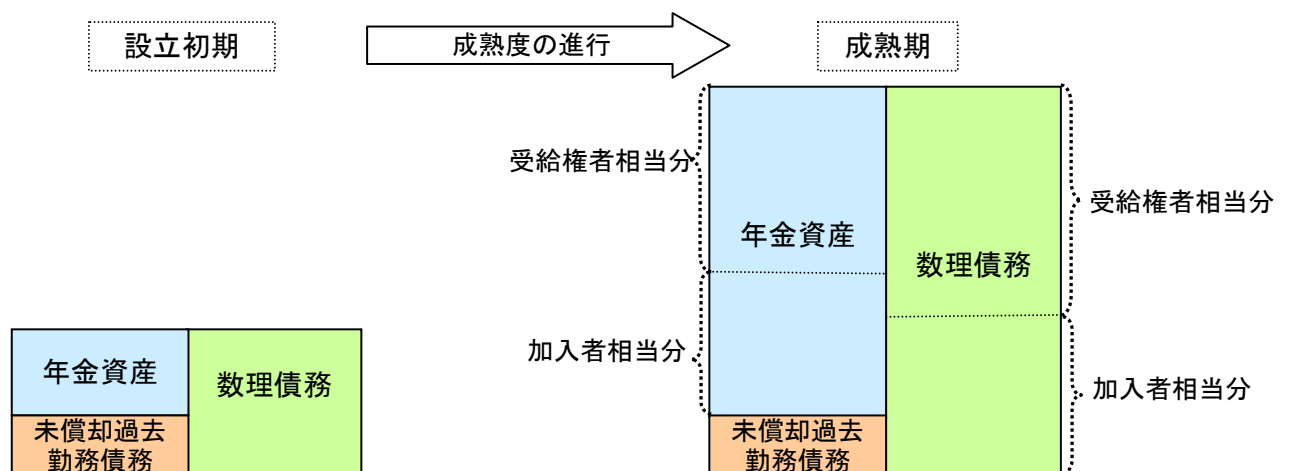 設立初期
成熟度の進行
成熟期
受給権者相当分
年金資産
数理債務
受給権者相当分
加入者相当分
加入者相当分
年金資産
数理債務
未償却過去
勤務債務
未償却過去
勤務債務